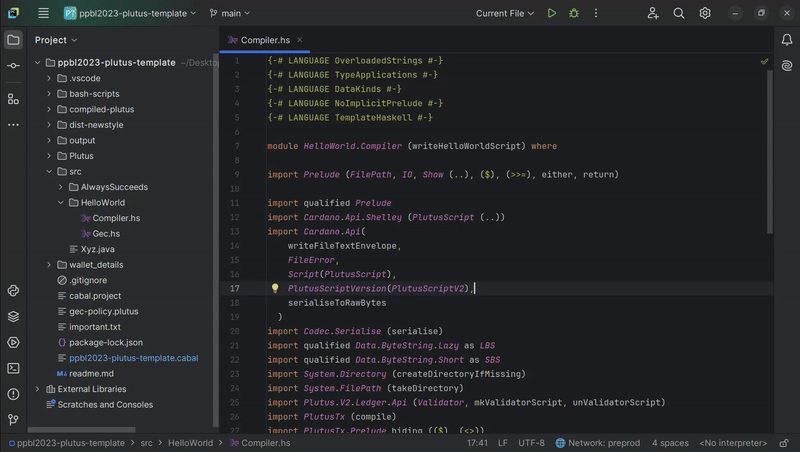 PT ppbl2023-plutus-template main Current File
Project
ppbl2023-plutus-template ~/Deskto
.vscode
bash-scripts
compiled-plutus
dist-newstyle
output
Plutus
src
AlwaysSucceeds
HelloWorld
Compiler.hs
Gec.hs
Xyz.java
wallet_details
.gitignore
cabal.project
gec-policy.plutus
important.txt
package-lock.json
ppbl2023-plutus-template.cabal
readme.md
External Libraries
Scratches and Consoles
Compiler.hs
1 {-# LANGUAGE OverloadedStrings #-}
2 {-# LANGUAGE TypeApplications #-}
3 {-# LANGUAGE DataKinds #-}
4 {-# LANGUAGE NoImplicitPrelude #-}
5 {-# LANGUAGE TemplateHaskell #-}
6
7 module HelloWorld.Compiler (writeHelloWorldScript) where
8
9 import Prelude (FilePath, IO, Show (..), ($), (>>=), either, return)
10
11 import qualified Prelude
12 import Cardano.Api.Shelley (PlutusScript (..))
13 import Cardano.Api(
14 writeFileTextEnvelope,
15 FileError,
16 Script(PlutusScript),
17 PlutusScriptVersion(PlutusScriptV2),
18 serialiseToRawBytes
19 )
20 import Codec.Serialise (serialise)
21 import qualified Data.ByteString.Lazy as LBS
22 import qualified Data.ByteString.Short as SBS
23 import System.Directory (createDirectoryIfMissing)
24 import System.FilePath (takeDirectory)
25 import Plutus.V2.Ledger.Api (Validator, mkValidatorScript, unValidatorScript)
26 import PlutusTx (compile)
27 import PlutusTx.Prelude hiding (($), (<>))
ppbl2023-plutus-template > src > HelloWorld > Compiler.hs 17:41 LF UTF-8 Network: preprod 4 spaces <No interpreter>